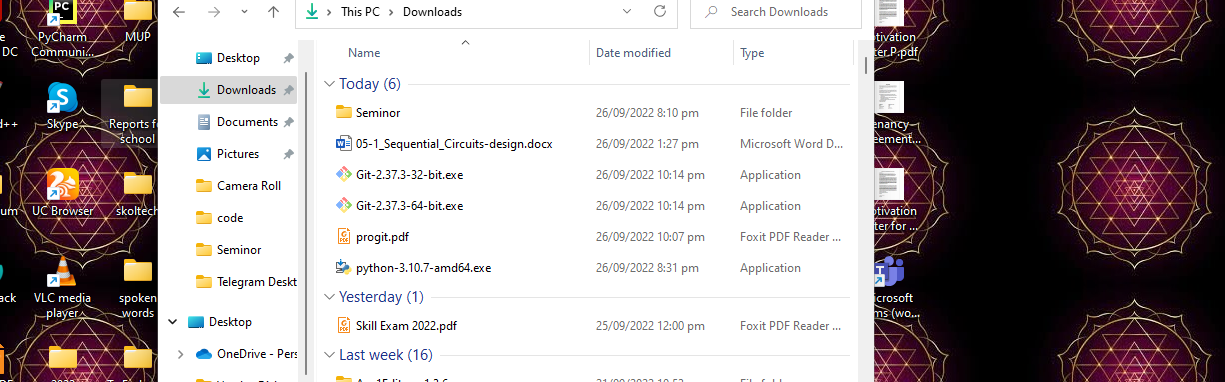 This PC > Downloads
Search Downloads
Name
Date modified
Type
Today (6)
Seminor 26/09/2022 8:10 pm File folder
05-1_Sequential_Circuits-design.docx 26/09/2022 1:27 pm Microsoft Word D...
Git-2.37.3-32-bit.exe 26/09/2022 10:14 pm Application
Git-2.37.3-64-bit.exe 26/09/2022 10:14 pm Application
progit.pdf 26/09/2022 10:07 pm Foxit PDF Reader ...
python-3.10.7-amd64.exe 26/09/2022 8:31 pm Application
Yesterday (1)
Skill Exam 2022.pdf 25/09/2022 12:00 pm Foxit PDF Reader ...
Last week (16)
Desktop
Downloads
Documents
Pictures
Camera Roll
code
Seminor
Telegram Deskt
Desktop
OneDrive - Pers
PC
PyCharm
Communi...
MUP
DC
Skype
Reports f
school
d++
UC Browser
skoltech
um
VLC media
player
spoken
words
ack
otivation
ter.P.pdf
enancy
eement...
otivation
ter for ...
icrosoft
ms (wo...